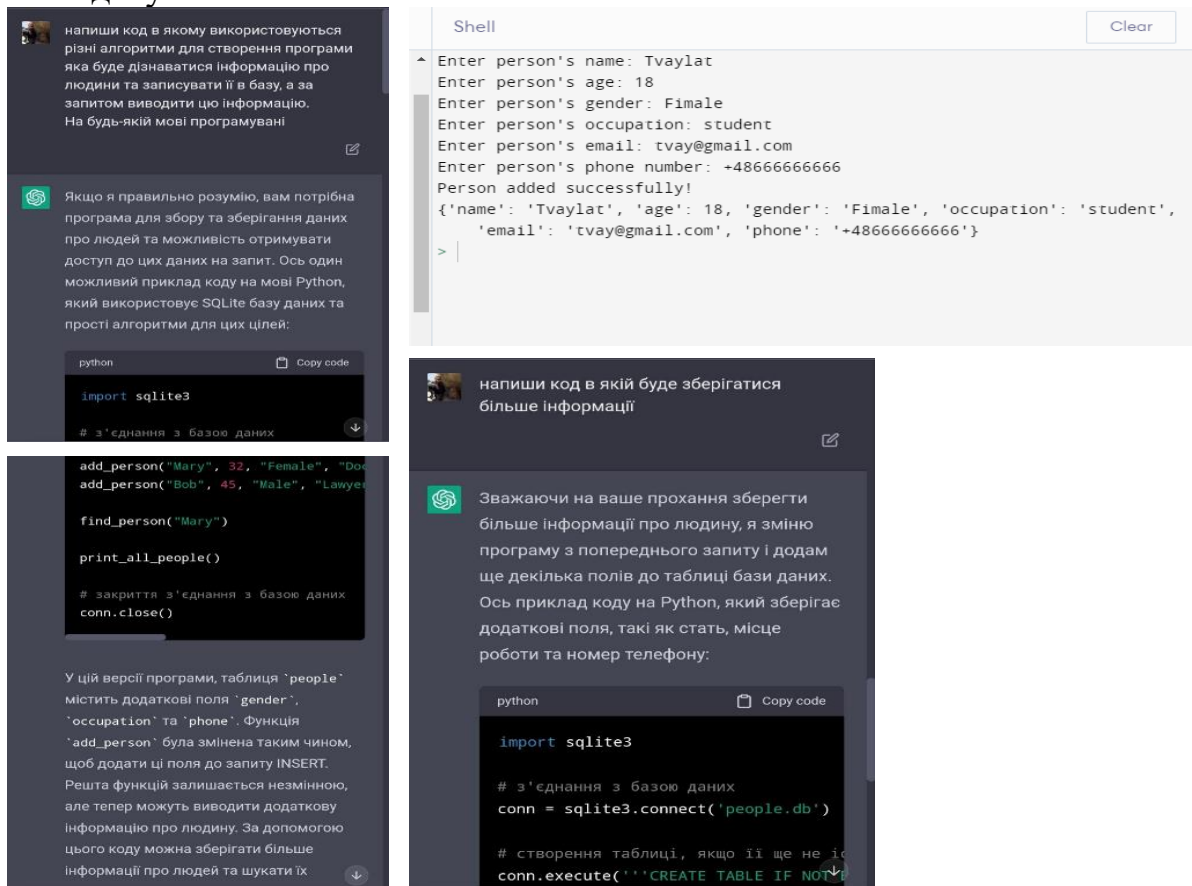 напиши код в якому використовуються
різні алгоритми для створення програми
яка буде дізнаватися інформацію про
людини та записувати її в базу, а за
запитом виводити цю інформацію.
На будь-якій мові програмувані
Якщо я правильно розумію, вам потрібна
програма для збору та зберігання даних
про людей та можливість отримувати
доступ до цих даних на запит. Ось один
можливий приклад коду на мові Python,
який використовує SQLite базу даних та
прості алгоритми для цих цілей:
python Copy code
import sqlite3
# з'єднання з базою даних
add_person("Mary", 32, "Female", "Doc
add_person("Bob", 45, "Male", "Lawyer
find_person("Mary")
print_all_people()
# закриття з'єднання з базою даних
conn.close()
У цій версії програми, таблиця `people`
містить додаткові поля `gender`,
`occupation` та `phone`. Функція
`add_person` була змінена таким чином,
щоб додати ці поля до запиту INSERT.
Решта функцій залишається незмінною,
але тепер можуть виводити додаткову
інформацію про людину. За допомогою
цього коду можна зберігати більше
інформації про людей та шукати їх
Shell Clear
Enter person's name: Tvaylat
Enter person's age: 18
Enter person's gender: Fimale
Enter person's occupation: student
Enter person's email: tvay@gmail.com
Enter person's phone number: +48666666666
Person added successfully!
{'name': 'Tvaylat', 'age': 18, 'gender': 'Fimale', 'occupation': 'student',
'email': 'tvay@gmail.com', 'phone': '+48666666666'}
>
напиши код в якій буде зберігатися
більше інформації
Зважаючи на ваше прохання зберегти
більше інформації про людину, я зміню
програму з попереднього запиту і додам
ще декілька полів до таблиці бази даних.
Ось приклад коду на Python, який зберігає
додаткові поля, такі як стать, місце
роботи та номер телефону:
python Copy code
import sqlite3
# з'єднання з базою даних
conn = sqlite3.connect('people.db')
# створення таблиці, якщо її ще не іс
conn.execute('''CREATE TABLE IF NOT